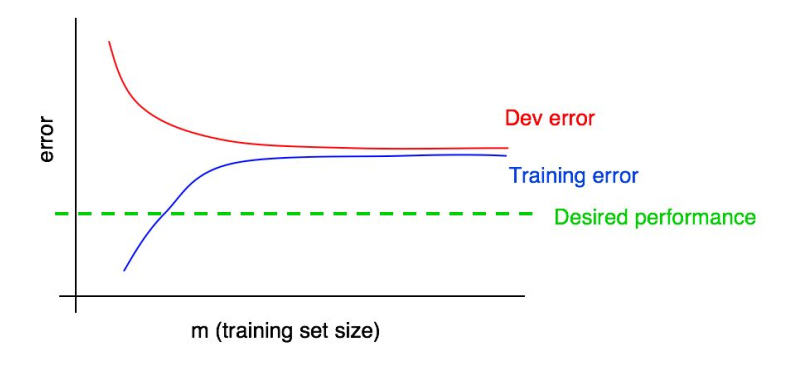 error
Dev error
Training error
Desired performance
m (training set size)